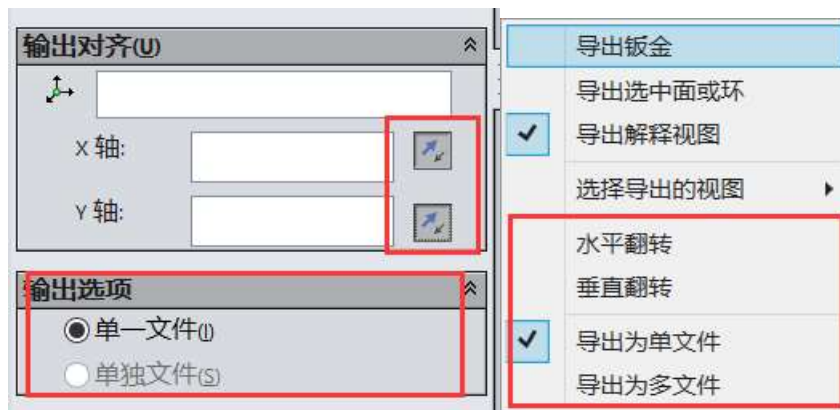 输出对齐(U)
X 轴:
Y 轴:
输出选项
单一文件(I)
单独文件(S)
导出钣金
导出选中面或环
导出解释视图
选择导出的视图
水平翻转
垂直翻转
导出为单文件
导出为多文件